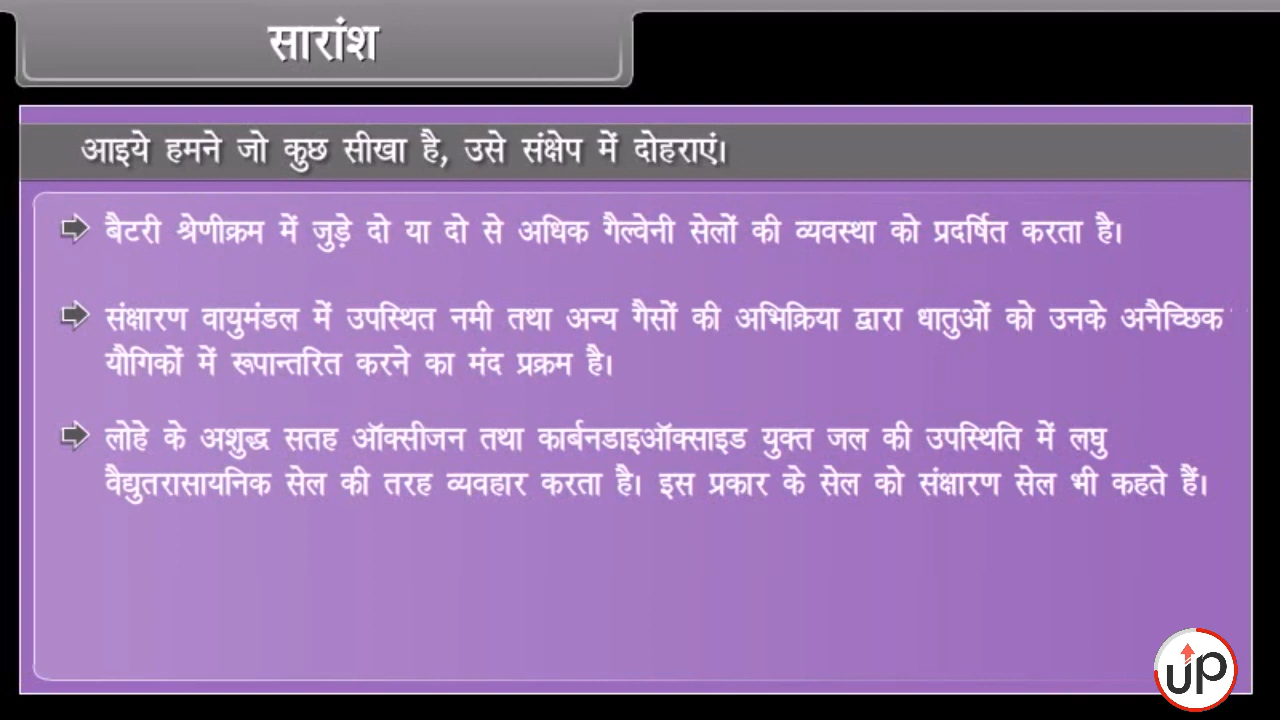 सारांश
आइये हमने जो कुछ सीखा है, उसे संक्षेप में दोहराएं।
बैटरी श्रेणीक्रम में जुड़े दो या दो से अधिक गैल्वेनी सेलों की व्यवस्था को प्रदर्षित करता है।
संक्षारण वायुमंडल में उपस्थित नमी तथा अन्य गैसों की अभिक्रिया द्वारा धातुओं को उनके अनैच्छिक
यौगिकों में रूपान्तरित करने का मंद प्रक्रम है।
लोहे के अशुद्ध सतह ऑक्सीजन तथा कार्बनडाइऑक्साइड युक्त जल की उपस्थिति में लघु
वैद्युतरासायनिक सेल की तरह व्यवहार करता है। इस प्रकार के सेल को संक्षारण सेल भी कहते हैं।
UP